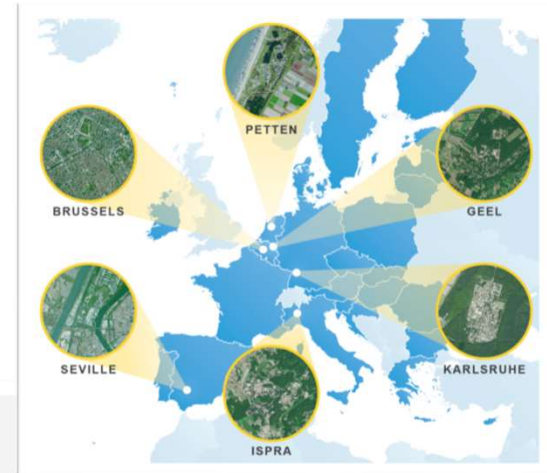 PETTEN
BRUSSELS
GEEL
SEVILLE
KARLSRUHE
ISPRA